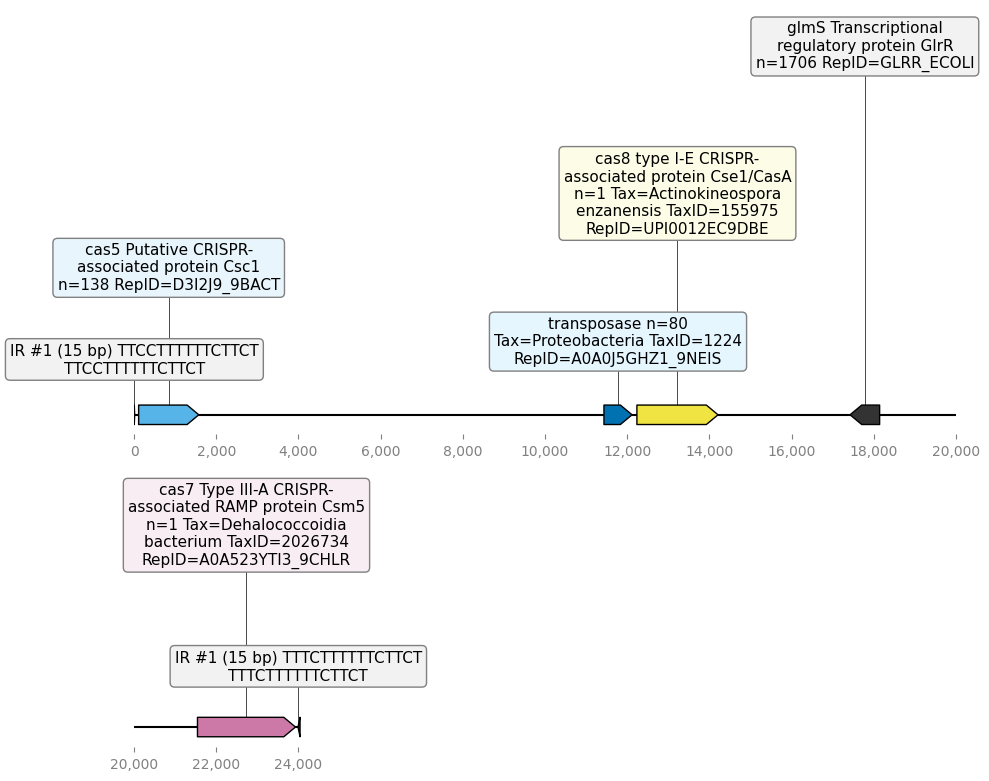 glmS Transcriptional
regulatory protein GlrR
n=1706 RepID=GLRR_ECOLI
cas8 type I-E CRISPR-
associated protein Cse1/CasA
n=1 Tax=Actinokineospora
enzanensis TaxID=155975
RepID=UPI0012EC9DBE
cas5 Putative CRISPR-
associated protein Csc1
n=138 RepID=D3I2J9_9BACT
transposase n=80
Tax=Proteobacteria TaxID=1224
RepID=A0A0J5GHZ1_9NEIS
IR #1 (15 bp) TTCCTTTTTTCTTCT
TTCCTTTTTTCTTCT
0 2,000 4,000 6,000 8,000 10,000 12,000 14,000 16,000 18,000 20,000
cas7 Type III-A CRISPR-
associated RAMP protein Csm5
n=1 Tax=Dehalococcoidia
bacterium TaxID=2026734
RepID=A0A523YTI3_9CHLR
IR #1 (15 bp) TTTCTTTTTTCTTCT
TTTCTTTTTTCTTCT
20,000 22,000 24,000